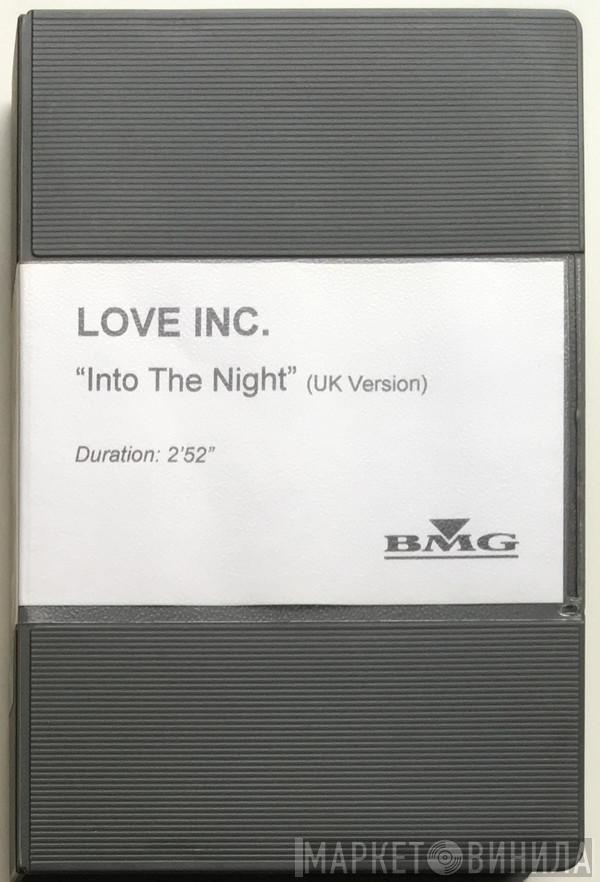 LOVE INC.
“Into The Night” (UK Version)
Duration: 2’52”
BMG
МАРКЕТ ВИНИЛА